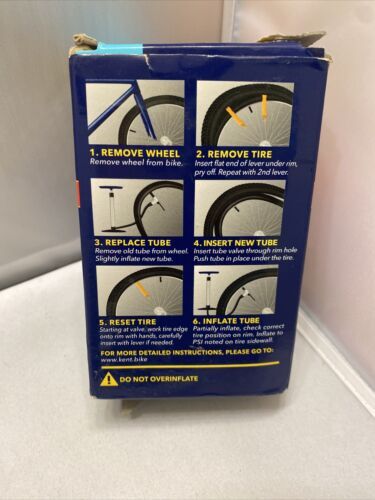 1. REMOVE WHEEL
Remove wheel from bike.
2. REMOVE TIRE
Insert flat end of lever under rim,
pry off. Repeat with 2nd lever.
3. REPLACE TUBE
Remove old tube from wheel.
Slightly inflate new tube.
4. INSERT NEW TUBE
Insert tube valve through rim hole
Push tube in place under the tire.
5. RESET TIRE
Starting at valve, work tire edge
onto rim with hands, carefully
insert with lever if needed.
6. INFLATE TUBE
Partially inflate, check correct
tire position on rim. Inflate to
PSI noted on tire sidewall.
FOR MORE DETAILED INSTRUCTIONS, PLEASE GO TO:
www.kent.bike
DO NOT OVERINFLATE